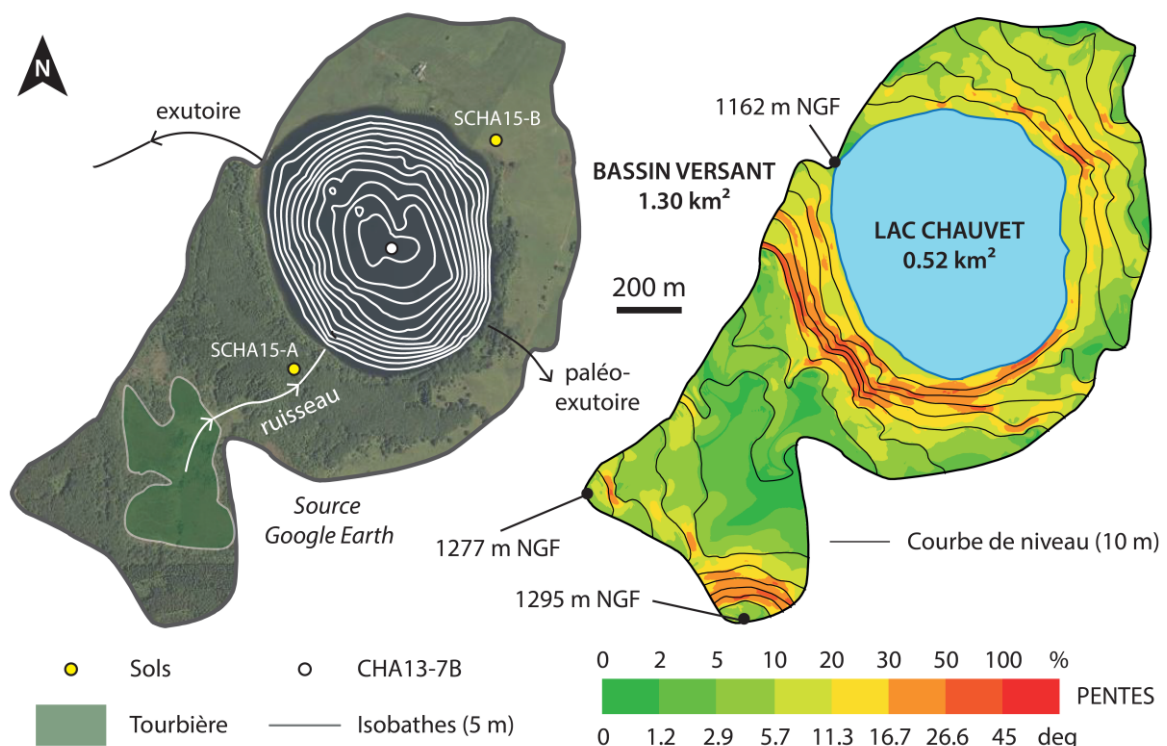 N
exutoire
SCHA15-B
SCHA15-A
ruisseau
paléo-
exutoire
Source
Google Earth
Sols
CHA13-7B
Tourbière
Isobathes (5 m)
1162 m NGF
BASSIN VERSANT
1.30 km²
LAC CHAUVET
0.52 km²
200 m
1277 m NGF
Courbe de niveau (10 m)
1295 m NGF
0 2 5 10 20 30 50 100 %
PENTES
0 1.2 2.9 5.7 11.3 16.7 26.6 45 deg